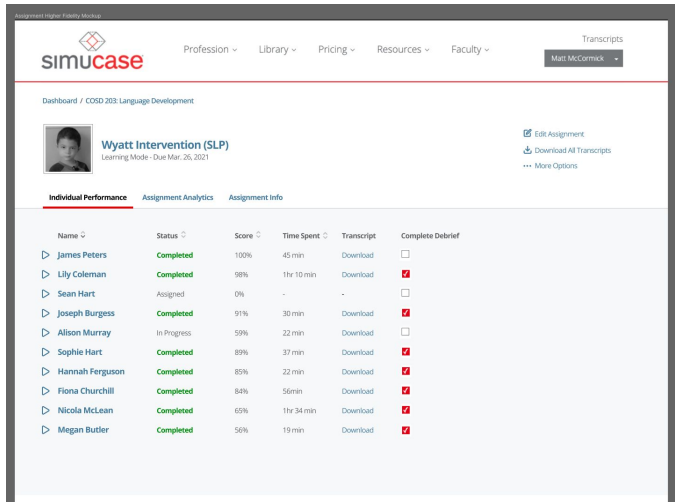 Assignment Higher Fidelity Mockup
simucase
Profession
Library
Pricing
Resources
Faculty
Transcripts
Matt McCormick
Dashboard / COSD 203: Language Development
Wyatt Intervention (SLP)
Learning Mode - Due Mar. 26, 2021
Edit Assignment
Download All Transcripts
More Options
Individual Performance Assignment Analytics Assignment Info
Name Status Score Time Spent Transcript Complete Debrief
James Peters Completed 100% 45 min Download
Lily Coleman Completed 98% 1hr 10 min Download
Sean Hart Assigned 0% - -
Joseph Burgess Completed 91% 30 min Download
Alison Murray In Progress 59% 22 min Download
Sophie Hart Completed 89% 37 min Download
Hannah Ferguson Completed 85% 22 min Download
Fiona Churchill Completed 84% 56min Download
Nicola McLean Completed 65% 1hr 34 min Download
Megan Butler Completed 56% 19 min Download